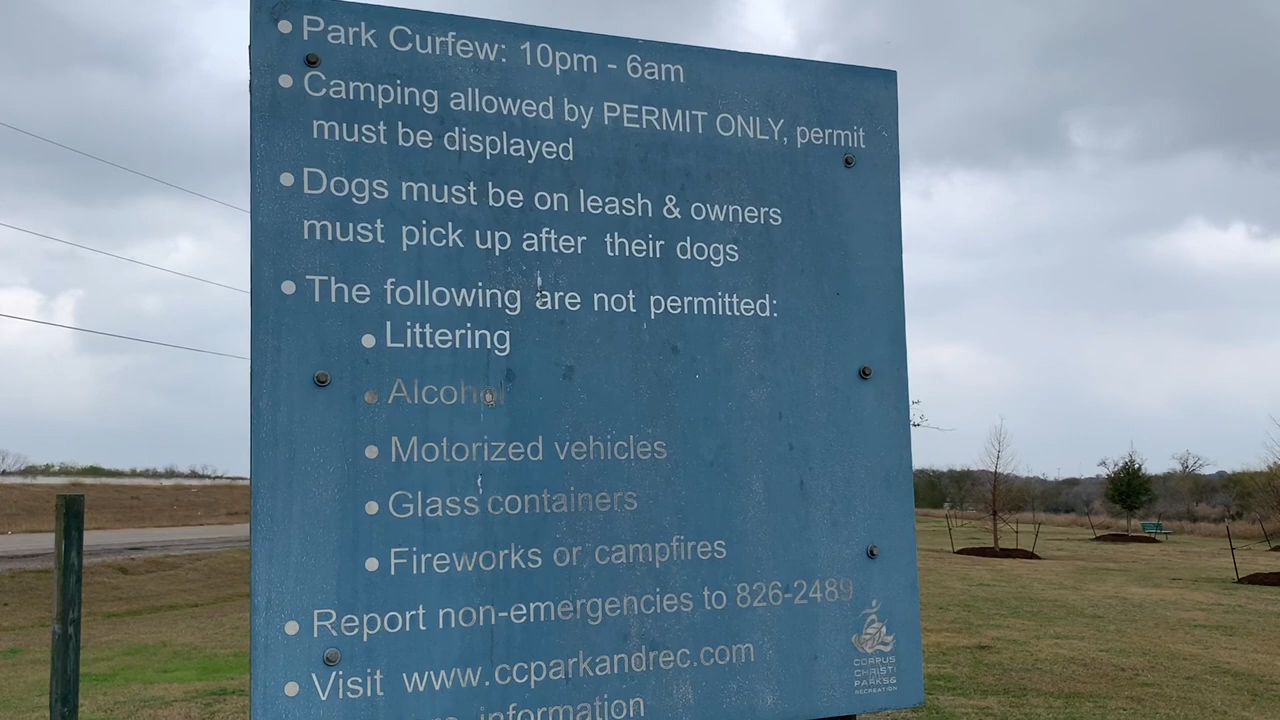 • Park Curfew: 10pm - 6am
• Camping allowed by PERMIT ONLY, permit
must be displayed
• Dogs must be on leash & owners
must pick up after their dogs
• The following are not permitted:
• Littering
• Alcohol
• Motorized vehicles
• Glass containers
• Fireworks or campfires
• Report non-emergencies to 826-2489
• Visit www.ccparkandrec.com
information
CORPUS
CHRISTI
PARKS&
RECREATION